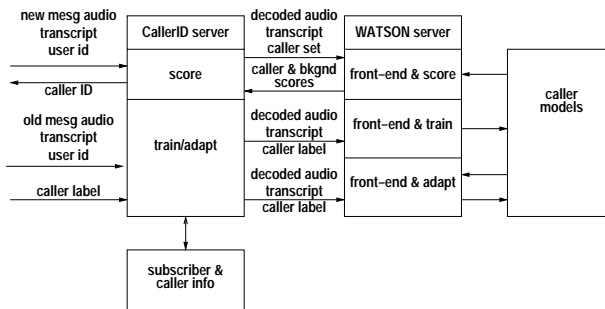 new mesg audio
transcript
user id
caller ID
old mesg audio
transcript
user id
caller label
CallerID server
score
train/adapt
decoded audio
transcript
caller set
caller & bkgnd
scores
decoded audio
transcript
caller label
decoded audio
transcript
caller label
WATSON server
front-end & score
front-end & train
front-end & adapt
caller
models
subscriber &
caller info